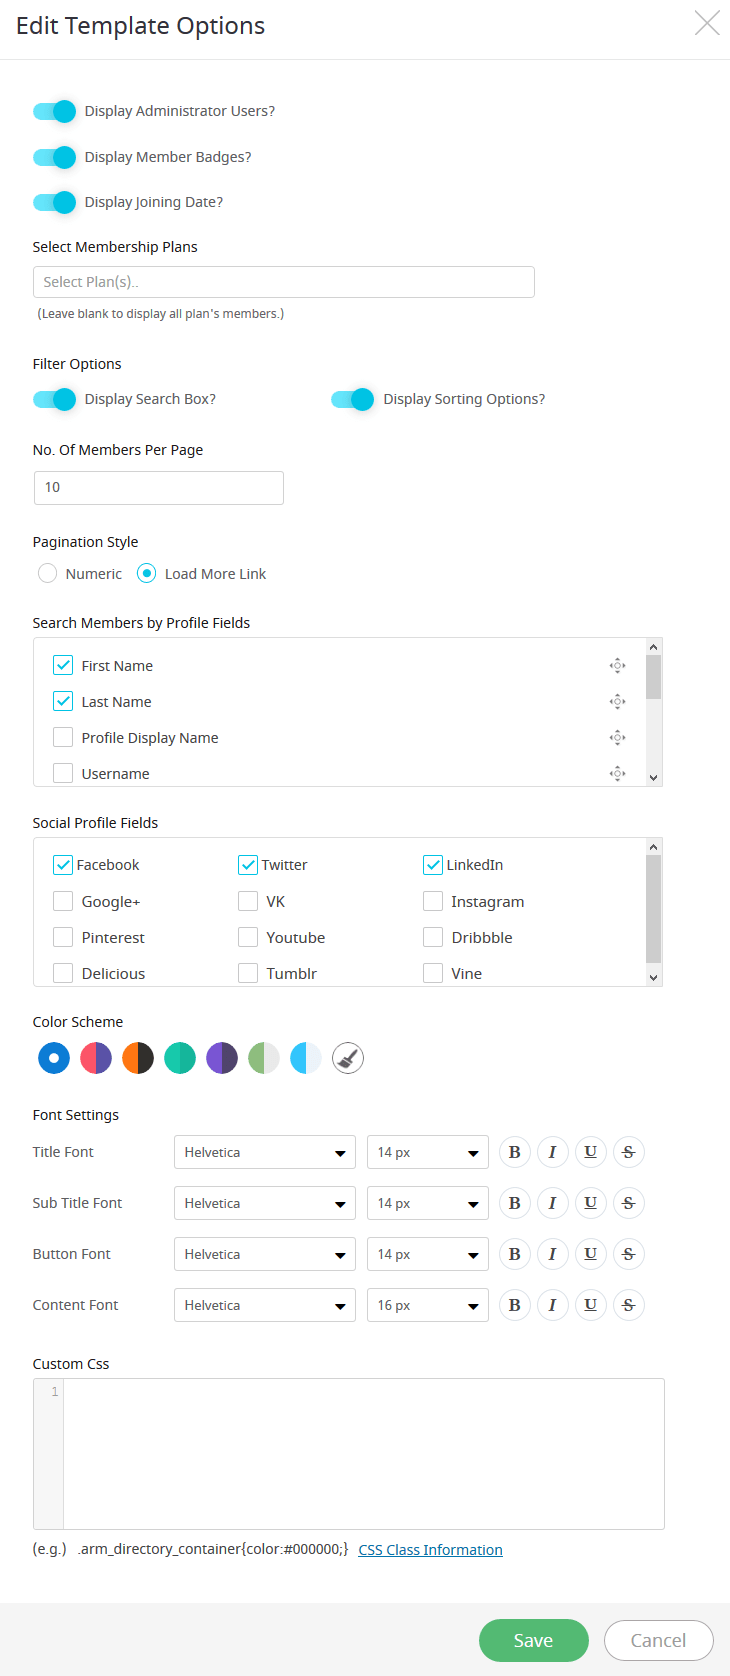 Edit Template Options
Display Administrator Users?
Display Member Badges?
Display Joining Date?
Select Membership Plans
Select Plan(s)..
(Leave blank to display all plan's members.)
Filter Options
Display Search Box? Display Sorting Options?
No. Of Members Per Page
10
Pagination Style
Numeric Load More Link
Search Members by Profile Fields
First Name
Last Name
Profile Display Name
Username
Social Profile Fields
Facebook Twitter LinkedIn
Google+ VK Instagram
Pinterest Youtube Dribbble
Delicious Tumblr Vine
Color Scheme
Font Settings
Title Font Helvetica 14 px B I U S
Sub Title Font Helvetica 14 px B I U S
Button Font Helvetica 14 px B I U S
Content Font Helvetica 16 px B I U S
Custom Css
1
(e.g.) .arm_directory_container{color:#000000;} CSS Class Information
Save Cancel